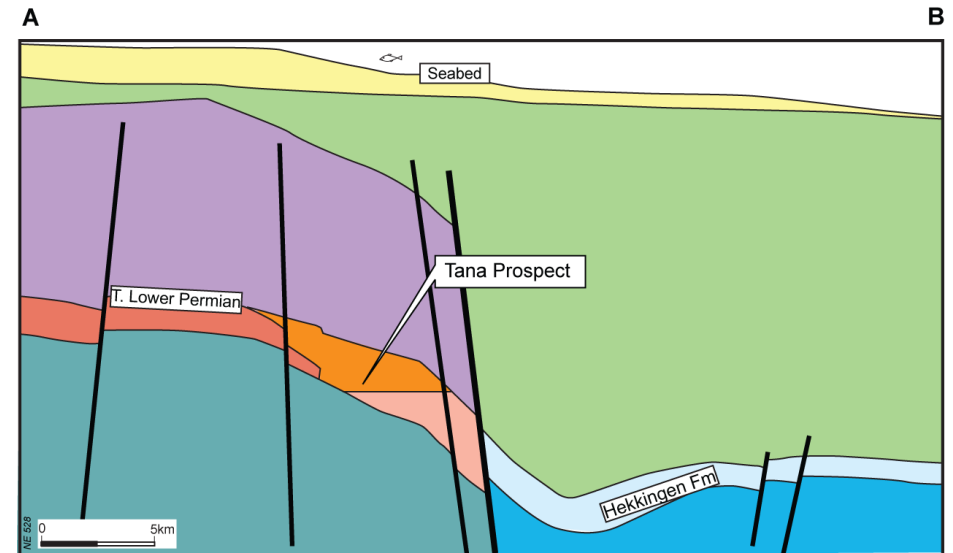 A
B
Seabed
Tana Prospect
T. Lower Permian
Hekkingen Fm
NE 528
0
5km